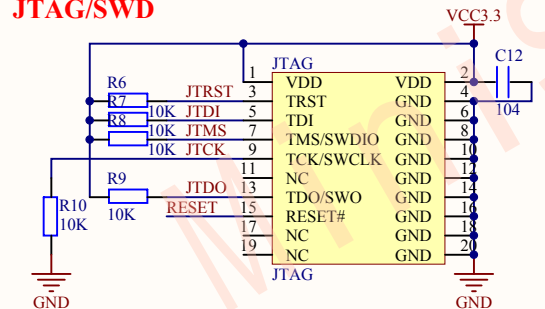 JTAG/SWD
VCC3.3
JTAG
C12
104
1 VDD VDD 2
R6 JTRST 3 TRST GND 4
R7 10K JTDI 5 TDI GND 6
R8 10K JTMS 7 TMS/SWDIO GND 8
10K JTCK 9 TCK/SWCLK GND 10
11 NC GND 12
R9 10K JTDO 13 TDO/SWO GND 14
R10 10K RESET 15 RESET# GND 16
17 NC GND 18
19 NC GND 20
JTAG
GND GND
Minis